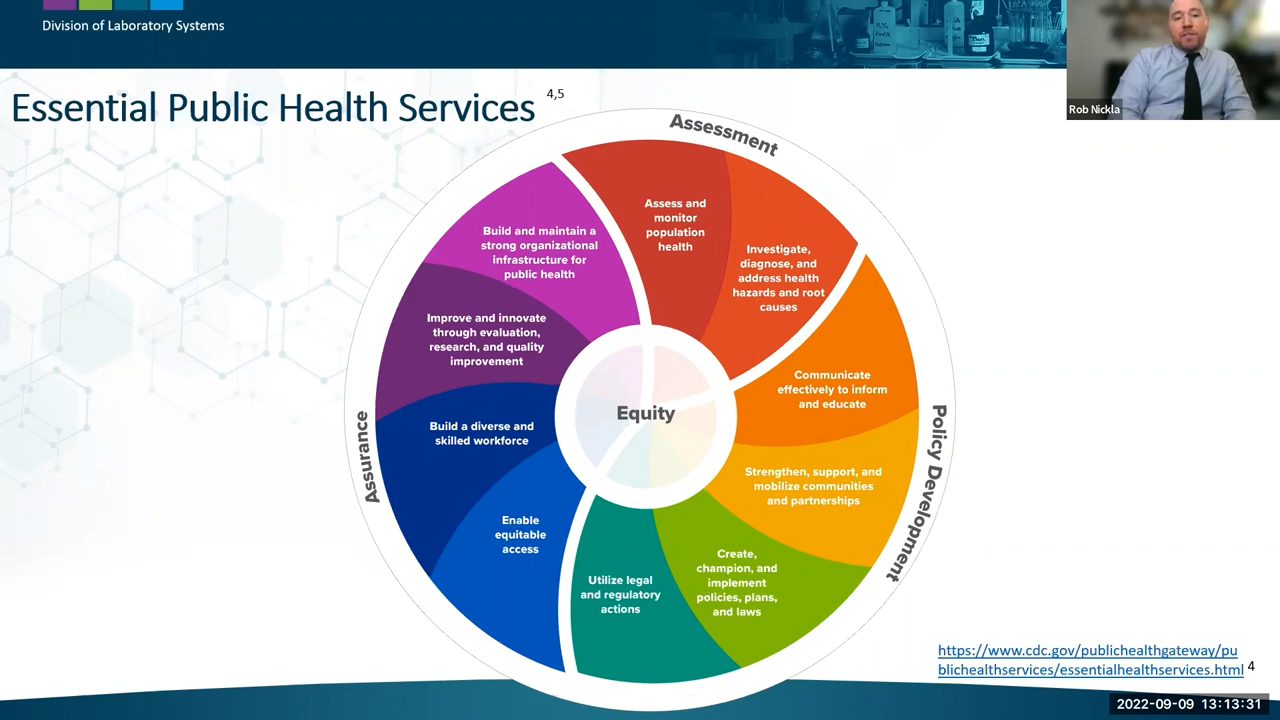 Division of Laboratory Systems
Rob Nickla
Essential Public Health Services 4,5
Assessment
Assess and
monitor
population
health
Investigate,
diagnose, and
address health
hazards and root
causes
Policy Development
Communicate
effectively to inform
and educate
Strengthen, support, and
mobilize communities
and partnerships
Create,
champion, and
implement
policies, plans,
and laws
Utilize legal
and regulatory
actions
Assurance
Enable
equitable
access
Build a diverse and
skilled workforce
Improve and innovate
through evaluation,
research, and quality
improvement
Build and maintain a
strong organizational
infrastructure for
public health
Equity
https://www.cdc.gov/publichealthgateway/pu
blichealthservices/essentialhealthservices.html 4
2022-09-09 13:13:31